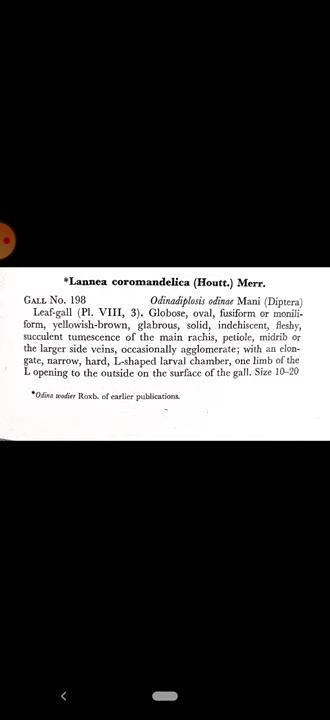 *Lannea coromandelica (Houtt.) Merr.
GALL No. 198 Odinadiplosis odinae Mani (Diptera)
Leaf-gall (Pl. VIII, 3). Globose, oval, fusiform or monili-
form, yellowish-brown, glabrous, solid, indehiscent, fleshy,
succulent tumescence of the main rachis, petiole, midrib or
the larger side veins, occasionally agglomerate; with an elon-
gate, narrow, hard, L-shaped larval chamber, one limb of the
L opening to the outside on the surface of the gall. Size 10–20
*Odina wodier Roxb. of earlier publications.